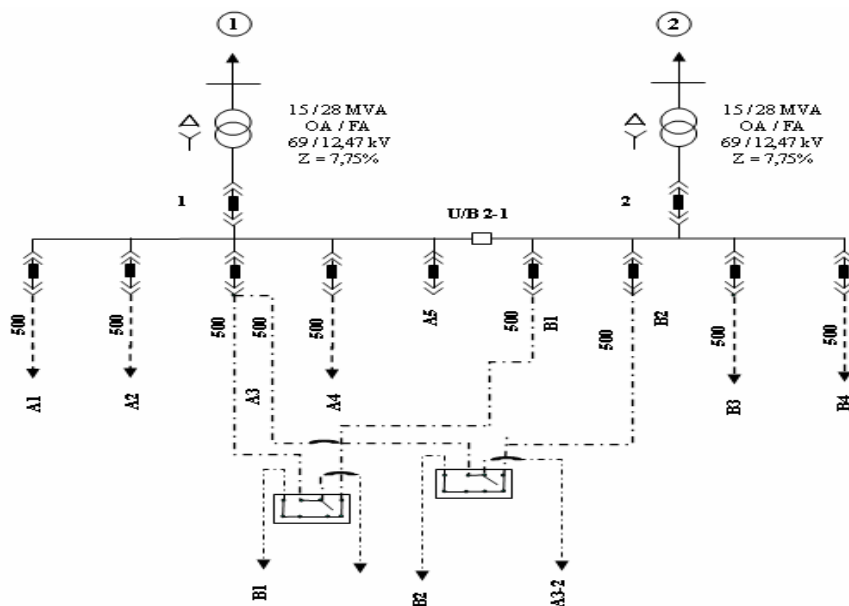 1
2
15 / 28 MVA
OA / FA
69 / 12,47 kV
Z = 7,75%
15 / 28 MVA
OA / FA
69 / 12,47 kV
Z = 7,75%
1
U/B 2-1
2
500
500
500
500
500
A5
500
B1
500
B2
500
500
A1
A2
A3
A4
B3
B4
B1
B2
A3-2